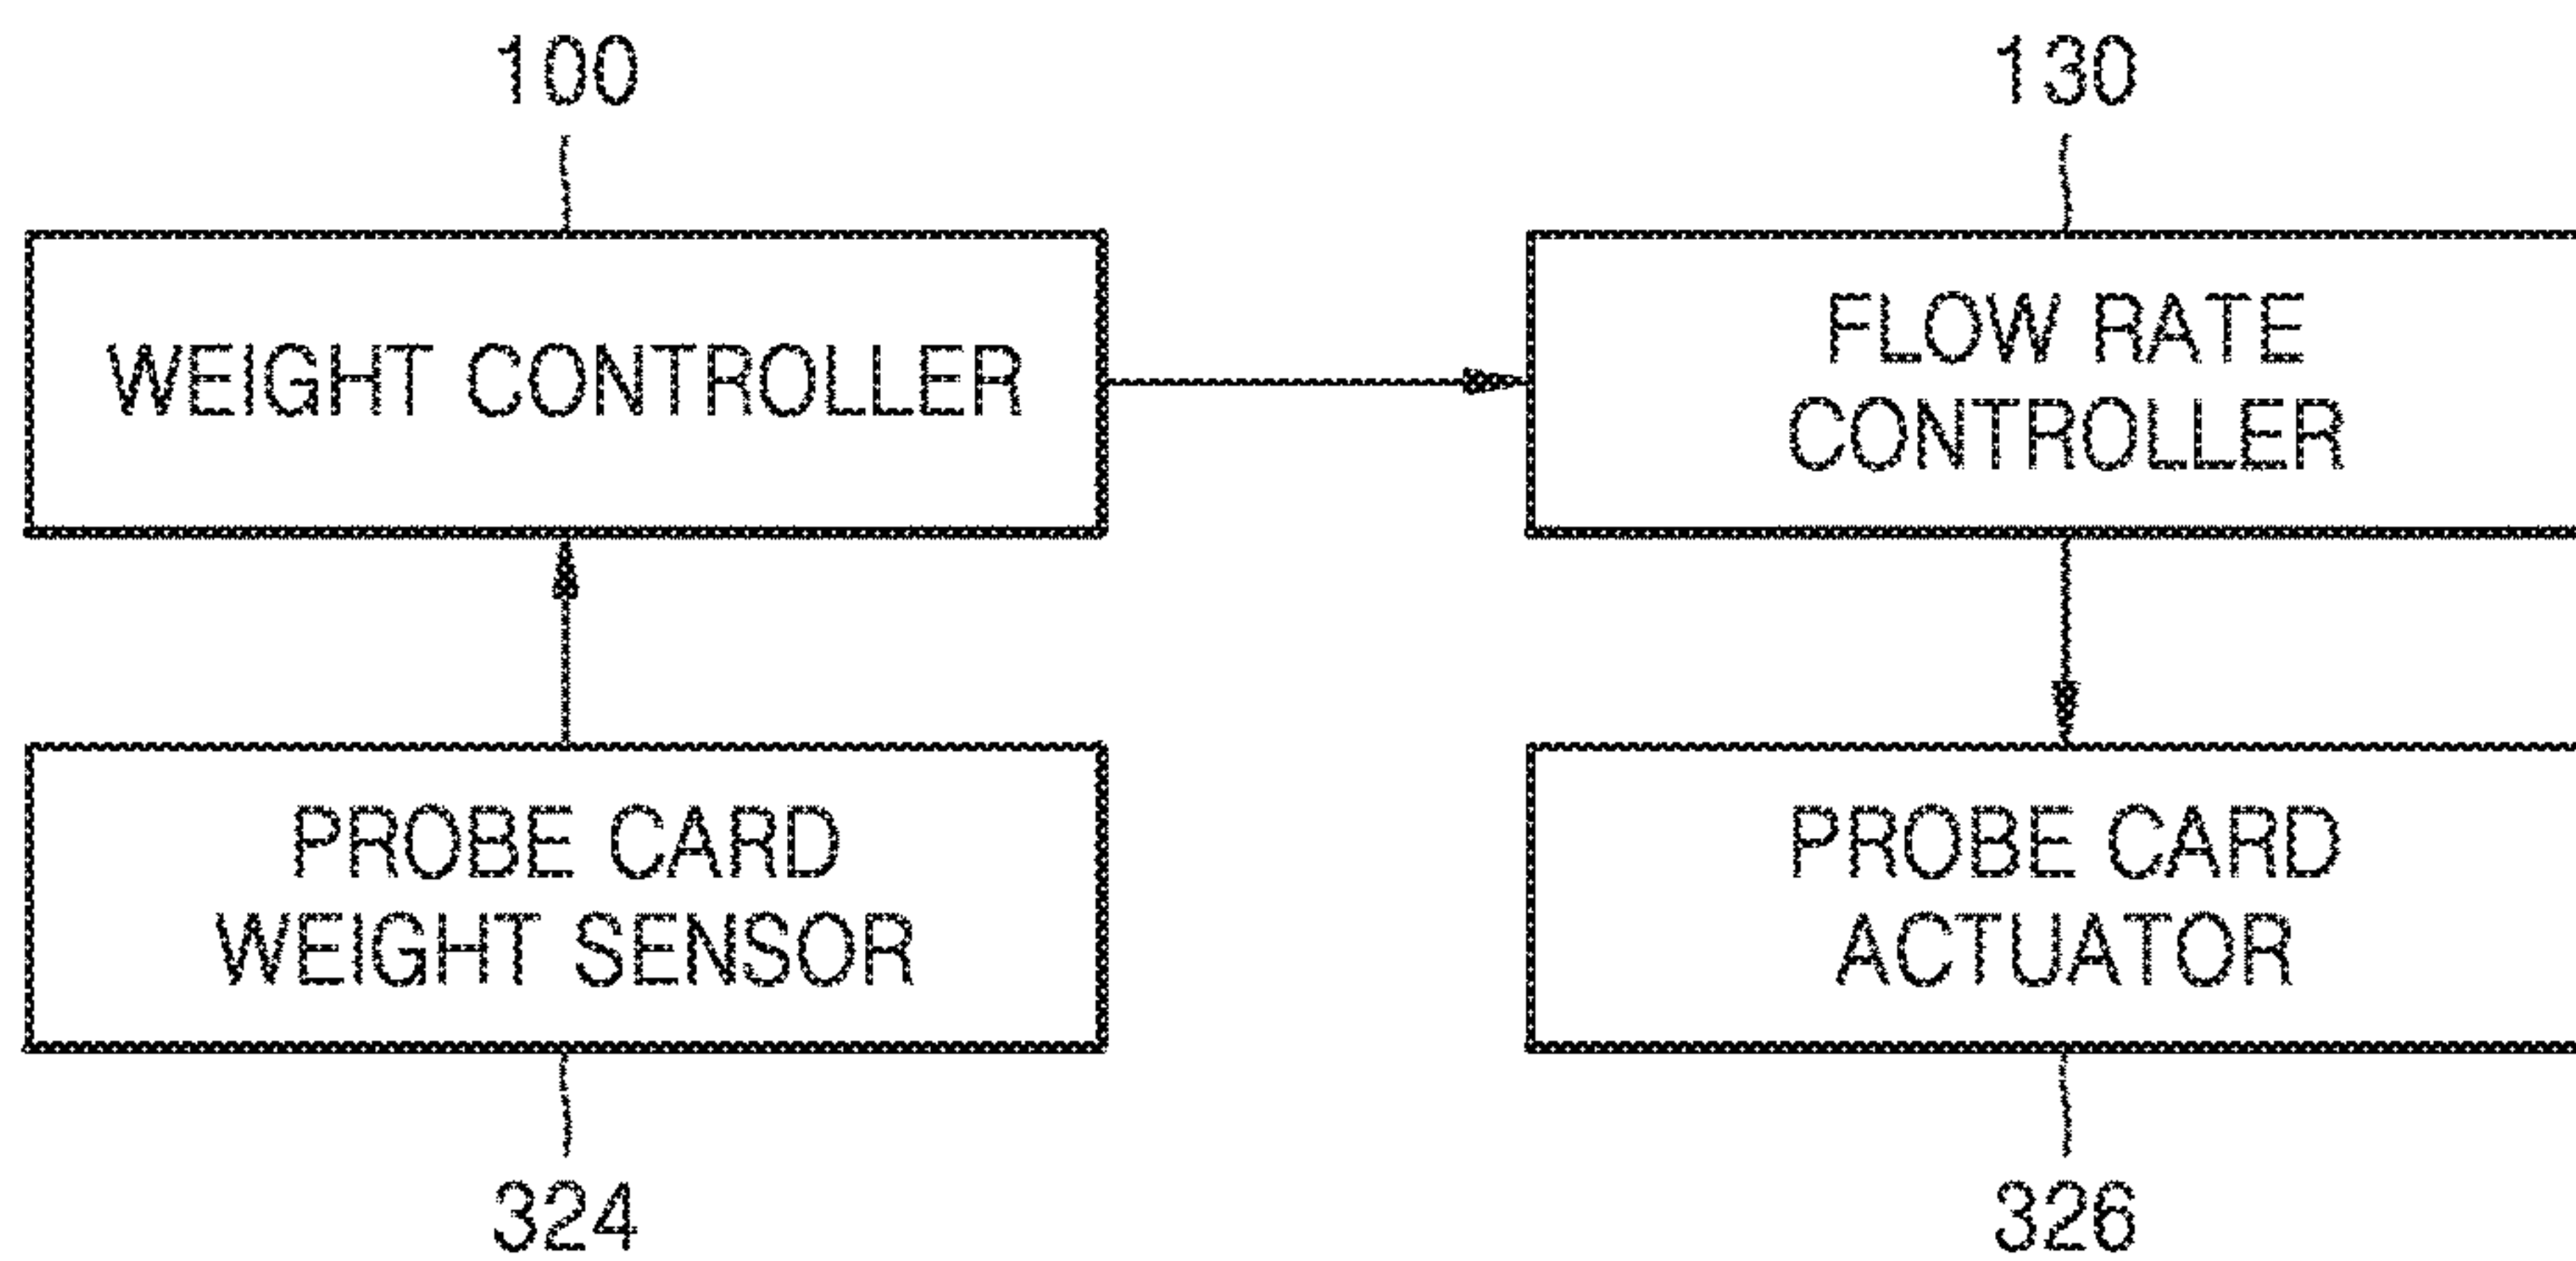 100
130
WEIGHT CONTROLLER
FLOW RATE
CONTROLLER
PROBE CARD
WEIGHT SENSOR
PROBE CARD
ACTUATOR
324
326